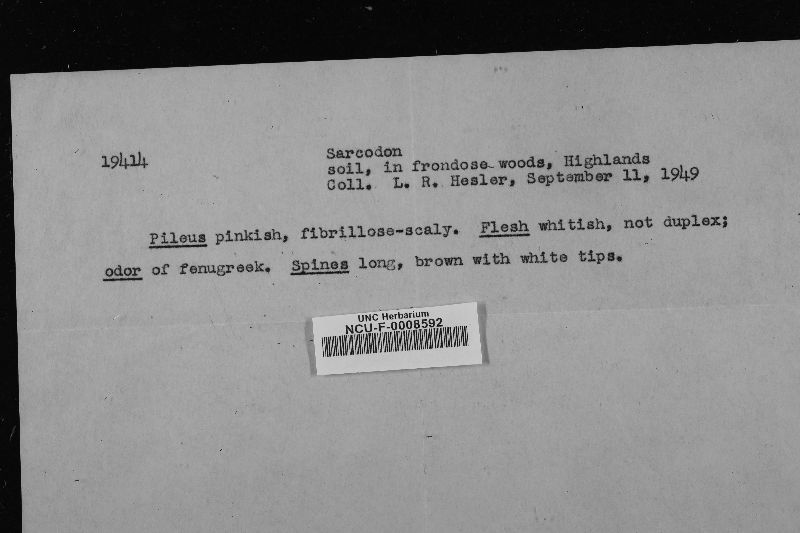 19414
Sarcodon
soil, in frondose woods, Highlands
Coll. L. R. Hesler, September 11, 1949
Pileus pinkish, fibrillose-scaly. Flesh whitish, not duplex;
odor of fenugreek. Spines long, brown with white tips.
UNC Herbarium
NCU-F-0008592